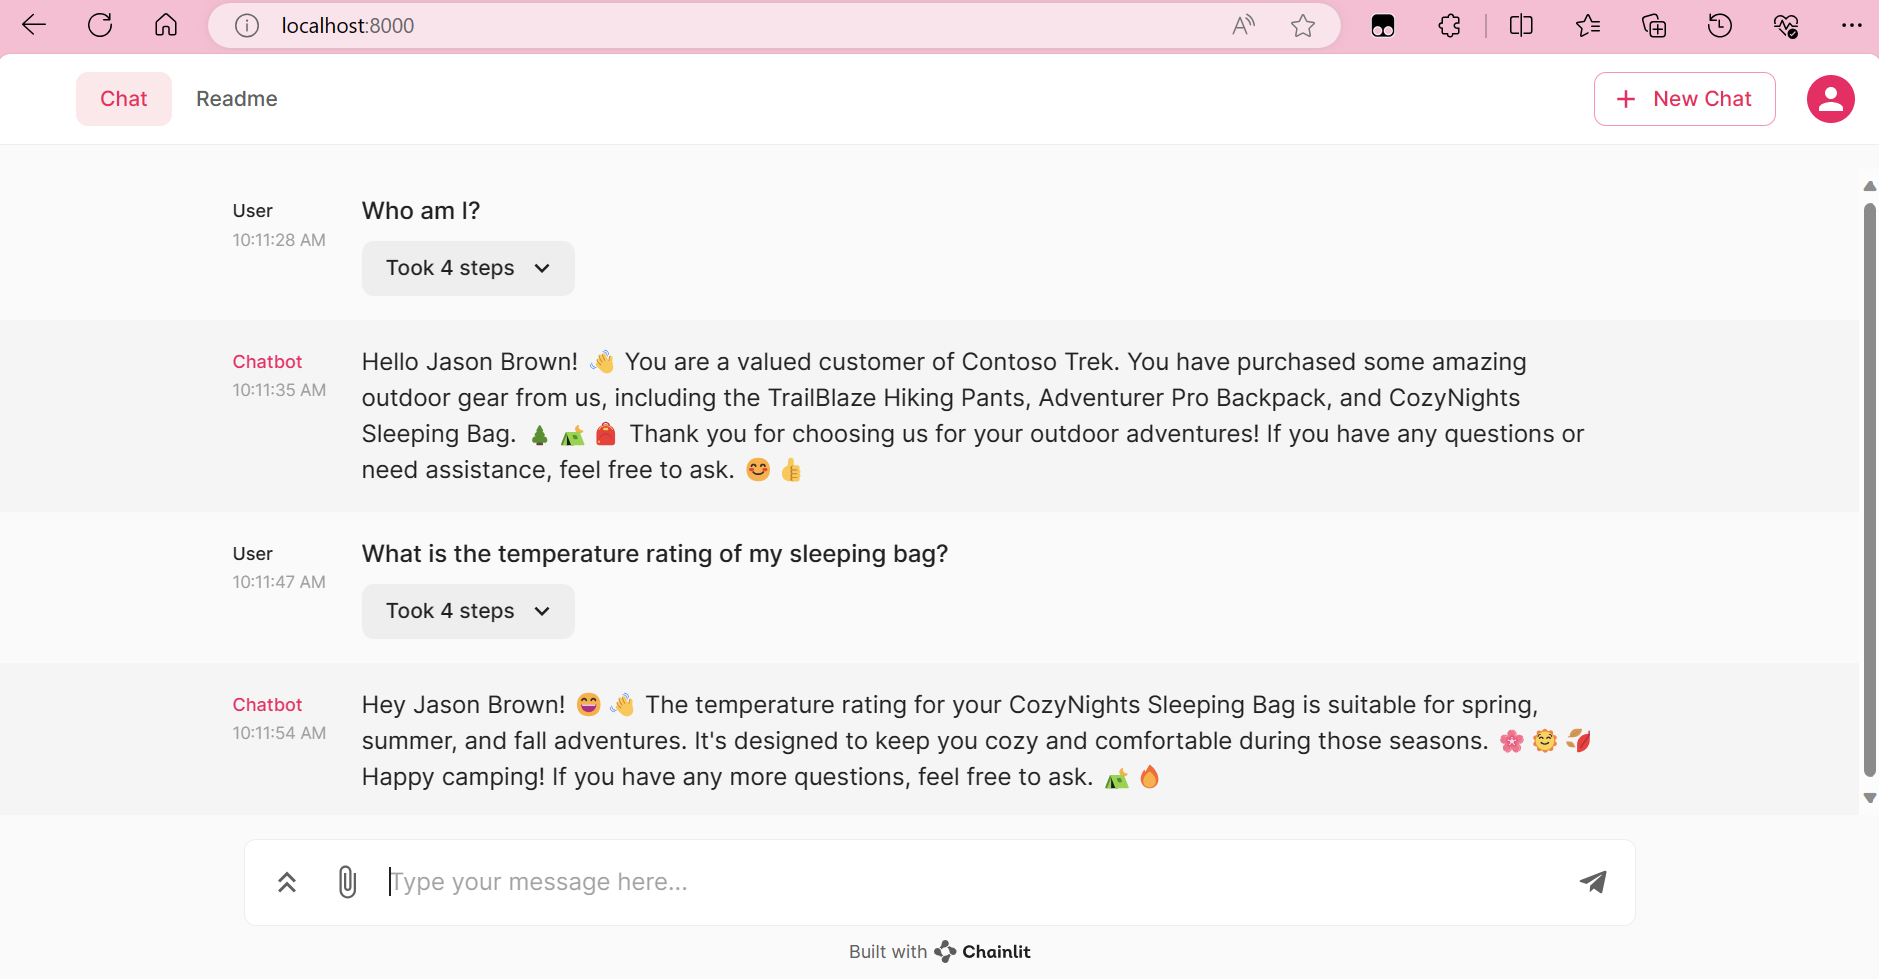 localhost:8000
Chat
Readme
New Chat
User
10:11:28 AM
Who am I?
Took 4 steps
Chatbot
10:11:35 AM
Hello Jason Brown! 👋 You are a valued customer of Contoso Trek. You have purchased some amazing
outdoor gear from us, including the TrailBlaze Hiking Pants, Adventurer Pro Backpack, and CozyNights
Sleeping Bag. 🌲 🏕️ 🎒 Thank you for choosing us for your outdoor adventures! If you have any questions or
need assistance, feel free to ask. 😊 👍
User
10:11:47 AM
What is the temperature rating of my sleeping bag?
Took 4 steps
Chatbot
10:11:54 AM
Hey Jason Brown! 😄 👋 The temperature rating for your CozyNights Sleeping Bag is suitable for spring,
summer, and fall adventures. It's designed to keep you cozy and comfortable during those seasons. 🌸 🌞 🍂
Happy camping! If you have any more questions, feel free to ask. 🏕️ 🔥
Type your message here...
Built with Chainlit